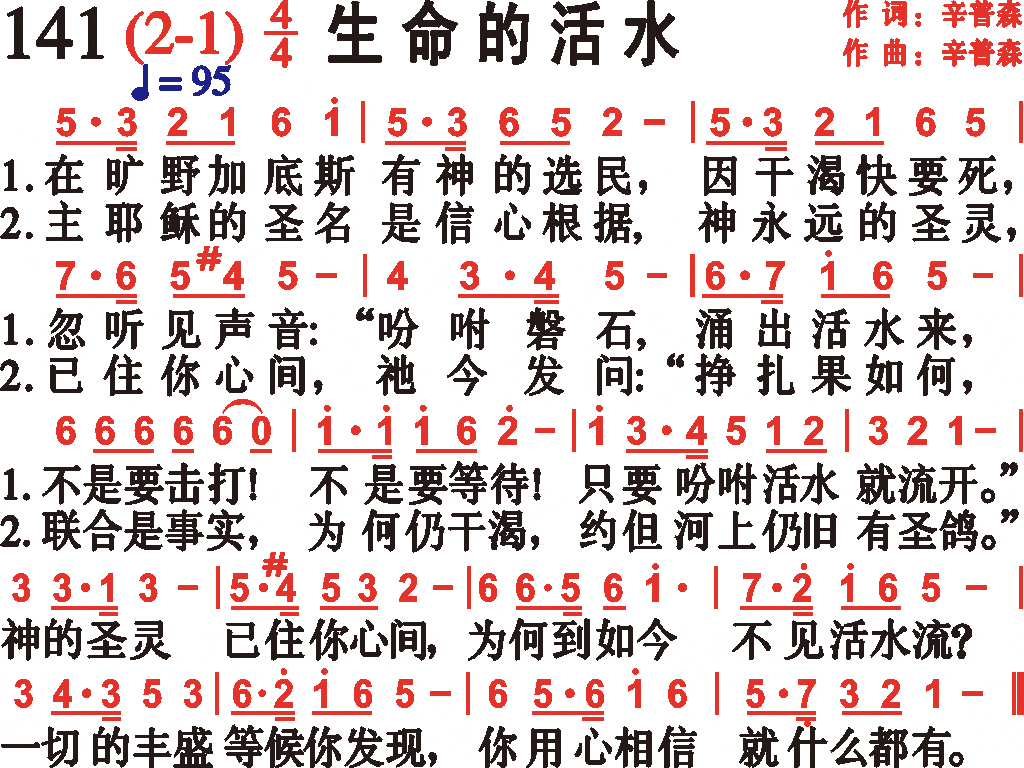 141 (2-1) 4/4 生命的活水 作 词：辛普森
♩=95 作 曲：辛普森
5·3 2 1 6 i | 5·3 6 5 2 - | 5·3 2 1 6 5 |
1.在旷野加底斯有神的选民，因干渴快要死，
2.主耶稣的圣名是信心根据，神永远的圣灵，
7·6 5 #4 5 - | 4 3·4 5 - | 6·7 i 6 5 - |
1.忽听见声音：“吩咐磐石，涌出活水来，
2.已住你心间，祂今发问：“挣扎果如何，
6 6 6 6 6 0 | i·i i 6 2̇ - | i 3·4 5 1 2 | 3 2 1 -|
1.不是要击打！不是要等待！只要吩咐活水就流开。”
2.联合是事实，为何仍干渴，约但河上仍旧有圣鸽。”
3 3·1 3 - | 5·#4 5 3 2 - | 6 6·5 6 i· | 7·2̇ i 6 5 - |
神的圣灵 已住你心间，为何到如今 不见活水流？
3 4·3 5 3 | 6·2̇ i 6 5 - | 6 5·6 i 6 | 5·7̣ 3 2 1 - ‖
一切的丰盛等候你发现，你用心相信 就什么都有。